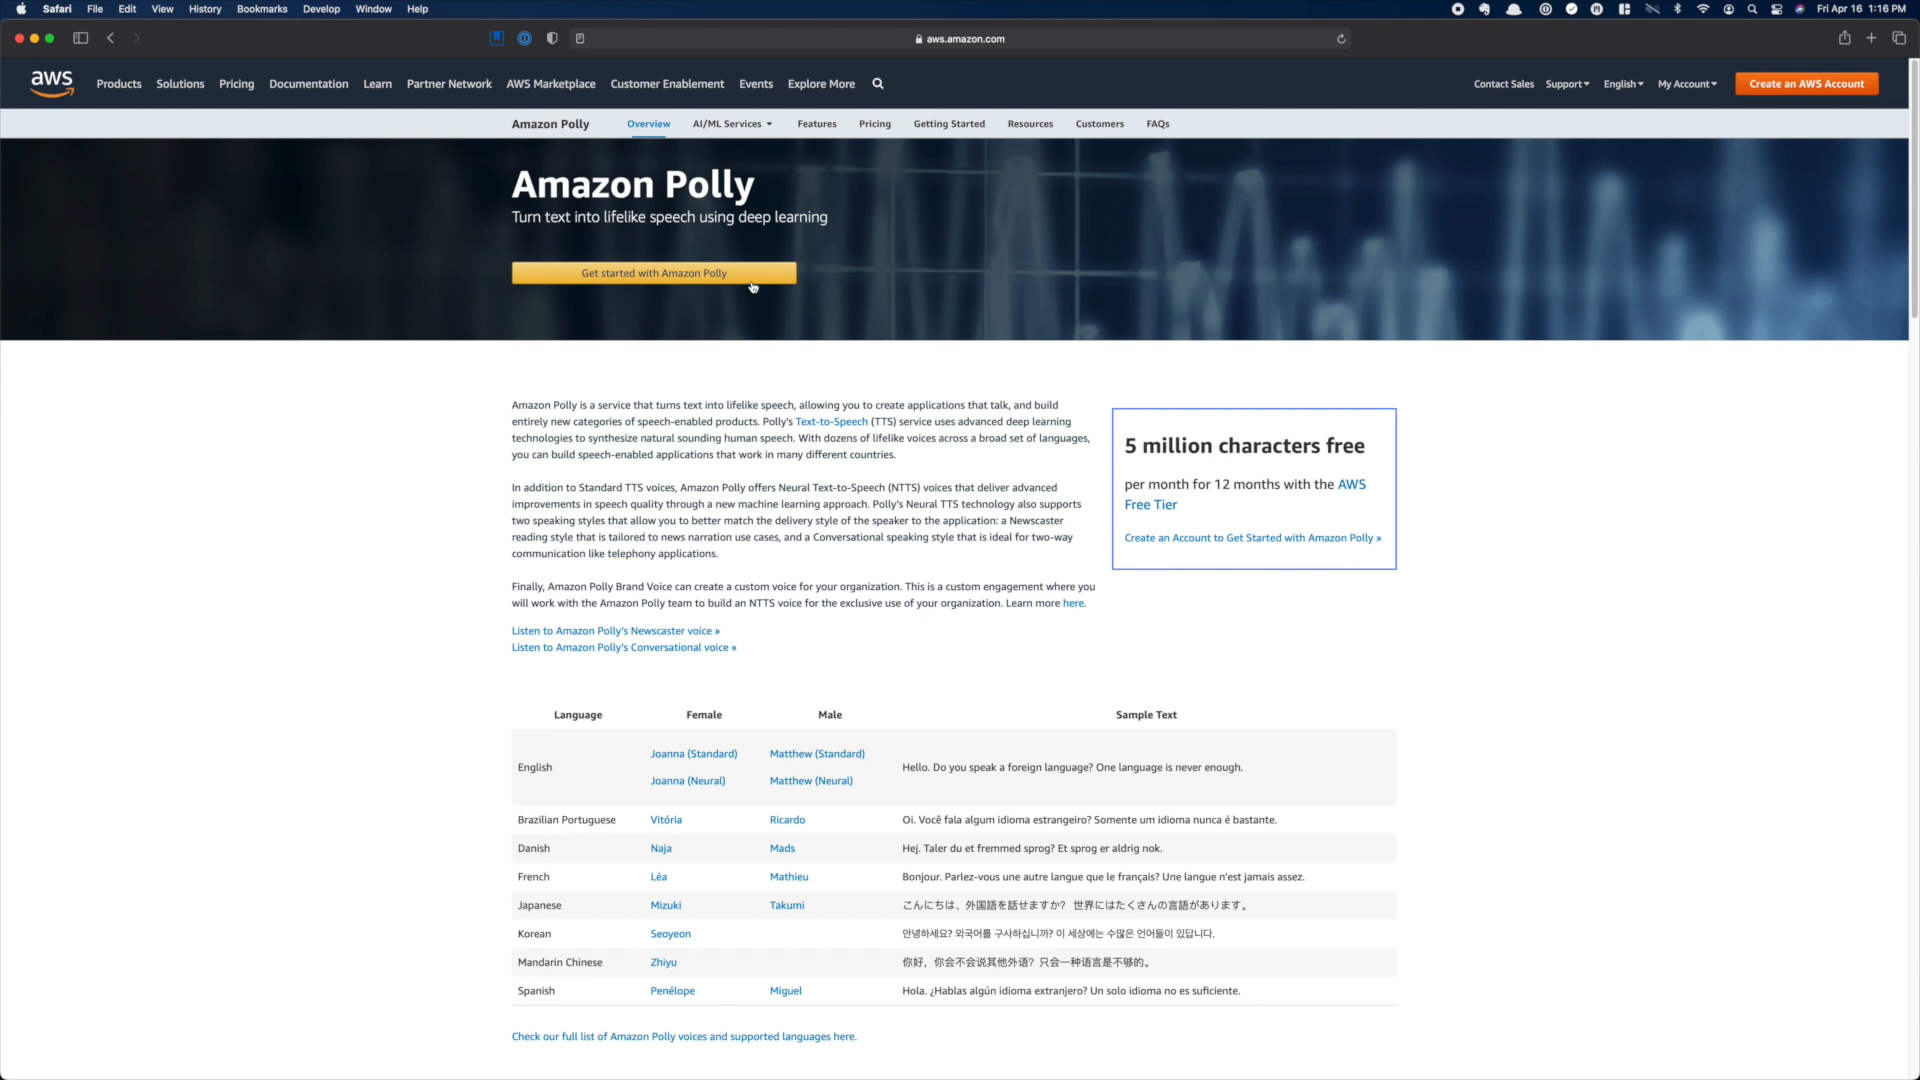 Safari File Edit View History Bookmarks Develop Window Help Fri Apr 16 1:16 PM
aws.amazon.com
aws Products Solutions Pricing Documentation Learn Partner Network AWS Marketplace Customer Enablement Events Explore More Contact Sales Support English My Account Create an AWS Account
Amazon Polly Overview AI/ML Services Features Pricing Getting Started Resources Customers FAQs
Amazon Polly
Turn text into lifelike speech using deep learning
Get started with Amazon Polly
Amazon Polly is a service that turns text into lifelike speech, allowing you to create applications that talk, and build
entirely new categories of speech-enabled products. Polly's Text-to-Speech (TTS) service uses advanced deep learning
technologies to synthesize natural sounding human speech. With dozens of lifelike voices across a broad set of languages,
you can build speech-enabled applications that work in many different countries.
In addition to Standard TTS voices, Amazon Polly offers Neural Text-to-Speech (NTTS) voices that deliver advanced
improvements in speech quality through a new machine learning approach. Polly's Neural TTS technology also supports
two speaking styles that allow you to better match the delivery style of the speaker to the application: a Newscaster
reading style that is tailored to news narration use cases, and a Conversational speaking style that is ideal for two-way
communication like telephony applications.
Finally, Amazon Polly Brand Voice can create a custom voice for your organization. This is a custom engagement where you
will work with the Amazon Polly team to build an NTTS voice for the exclusive use of your organization. Learn more here.
Listen to Amazon Polly's Newscaster voice »
Listen to Amazon Polly's Conversational voice »
5 million characters free
per month for 12 months with the AWS
Free Tier
Create an Account to Get Started with Amazon Polly »
Language Female Male Sample Text
English Joanna (Standard) Matthew (Standard) Hello. Do you speak a foreign language? One language is never enough.
Joanna (Neural) Matthew (Neural)
Brazilian Portuguese Vitória Ricardo Oi. Você fala algum idioma estrangeiro? Somente um idioma nunca é bastante.
Danish Naja Mads Hej. Taler du et fremmed sprog? Et sprog er aldrig nok.
French Léa Mathieu Bonjour. Parlez-vous une autre langue que le français? Une langue n'est jamais assez.
Japanese Mizuki Takumi こんにちは、外国語を話せますか? 世界にはたくさんの言語があります。
Korean Seoyeon 안녕하세요? 외국어를 구사하십니까? 이 세상에는 수많은 언어들이 있답니다.
Mandarin Chinese Zhiyu 你好，你会不会说其他外语？只会一种语言是不够的。
Spanish Penélope Miguel Hola. ¿Hablas algún idioma extranjero? Un solo idioma no es suficiente.
Check our full list of Amazon Polly voices and supported languages here.